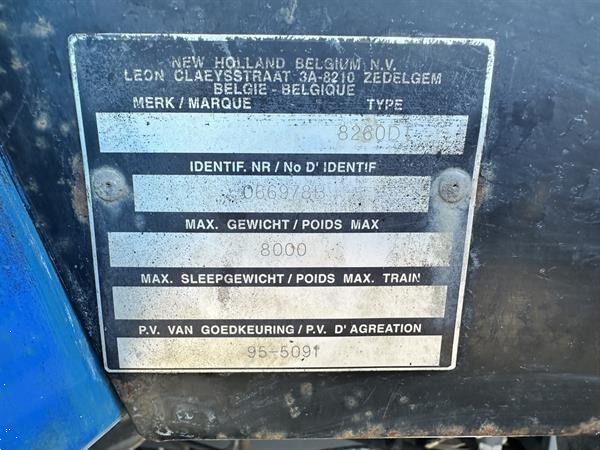 NEW HOLLAND BELGIUM N.V.
LEON CLAEYSSTRAAT 3A-8210 ZEDELGEM
BELGIE - BELGIQUE
MERK / MARQUE TYPE
8260DT
IDENTIF. NR / No D' IDENTIF
066978B
MAX. GEWICHT / POIDS MAX
8000
MAX. SLEEPGEWICHT / POIDS MAX. TRAIN
P.V. VAN GOEDKEURING / P.V. D' AGREATION
95-5091